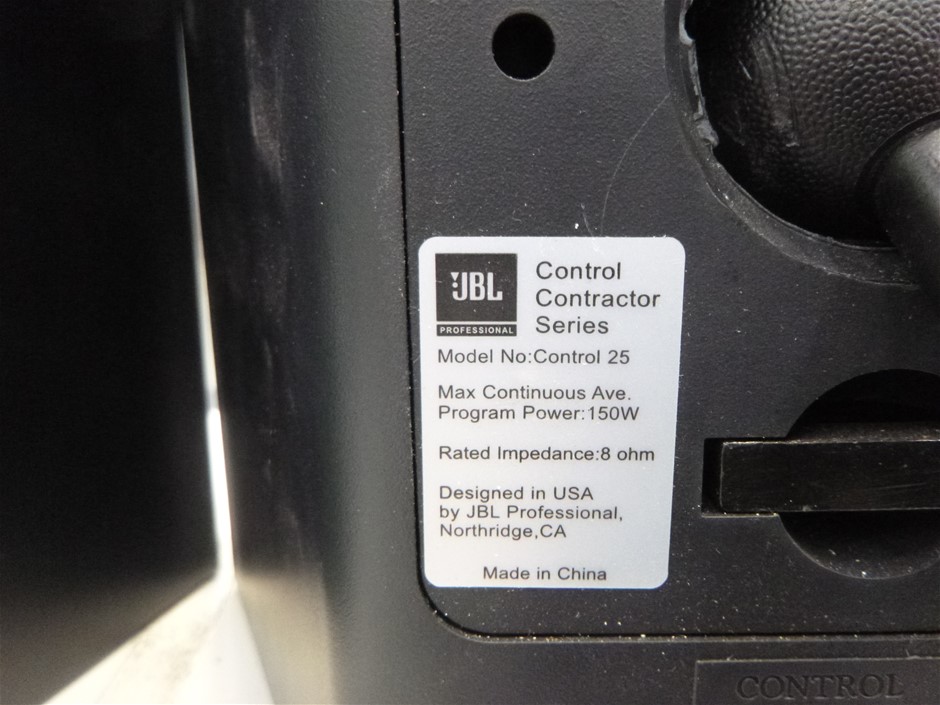 JBL
PROFESSIONAL
Control
Contractor
Series
Model No:Control 25
Max Continuous Ave.
Program Power:150W
Rated Impedance:8 ohm
Designed in USA
by JBL Professional,
Northridge,CA
Made in China
CONTROL